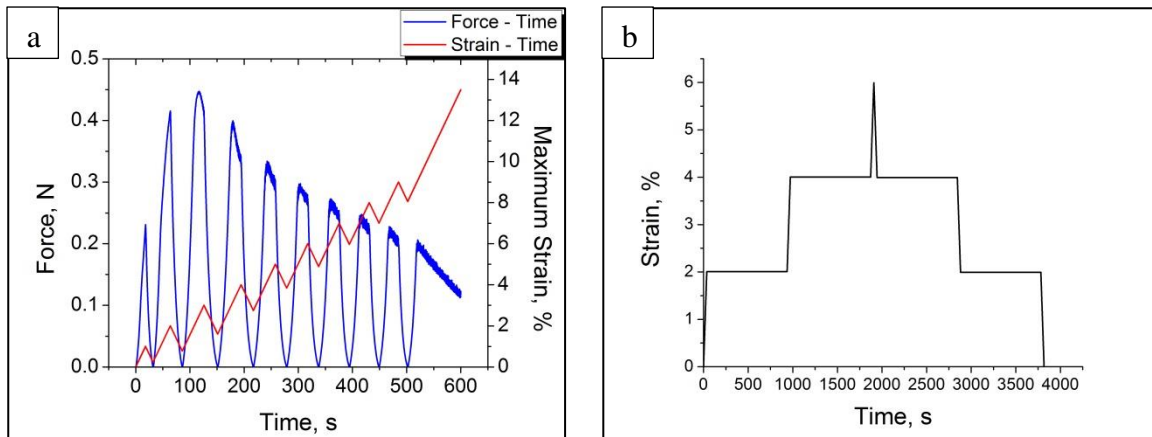 a
Force - Time
Strain - Time
0.5
0.4
0.3
0.2
0.1
0.0
Force, N
14
12
10
8
6
4
2
0
Maximum Strain, %
0 100 200 300 400 500 600
Time, s
b
6
5
4
3
2
1
0
Strain, %
0 500 1000 1500 2000 2500 3000 3500 4000
Time, s